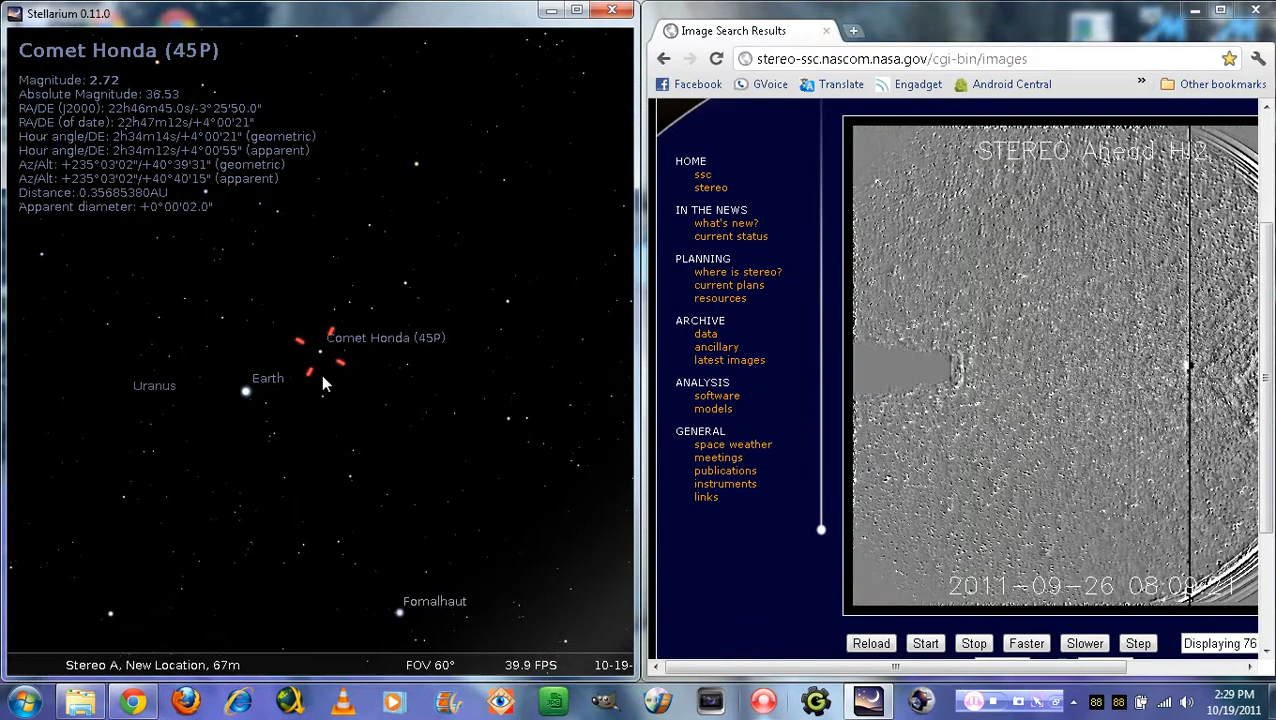 Stellarium 0.11.0
Comet Honda (45P)
Magnitude: 2.72
Absolute Magnitude: 36.53
RA/DE (J2000): 22h46m45.0s/-3°25'50.0"
RA/DE (of date): 22h47m12s/+4°00'21"
Hour angle/DE: 2h34m14s/+4°00'21" (geometric)
Hour angle/DE: 2h34m12s/+4°00'55" (apparent)
Az/Alt: +235°03'02"/+40°39'31" (geometric)
Az/Alt: +235°03'02"/+40°40'15" (apparent)
Distance: 0.35685380AU
Apparent diameter: +0°00'02.0"
Comet Honda (45P)
Uranus
Earth
Fomalhaut
Stereo A, New Location, 67m
FOV 60°
39.9 FPS
10-19-
Image Search Results
stereo-ssc.nascom.nasa.gov/cgi-bin/images
Facebook GVoice Translate Engadget Android Central » Other bookmarks
HOME
ssc
stereo
IN THE NEWS
what's new?
current status
PLANNING
where is stereo?
current plans
resources
ARCHIVE
data
ancillary
latest images
ANALYSIS
software
models
GENERAL
space weather
meetings
publications
instruments
links
STEREO Ahead HI2
2011-09-26 08:09:21
Reload Start Stop Faster Slower Step Displaying 76
88 88
2:29 PM
10/19/2011